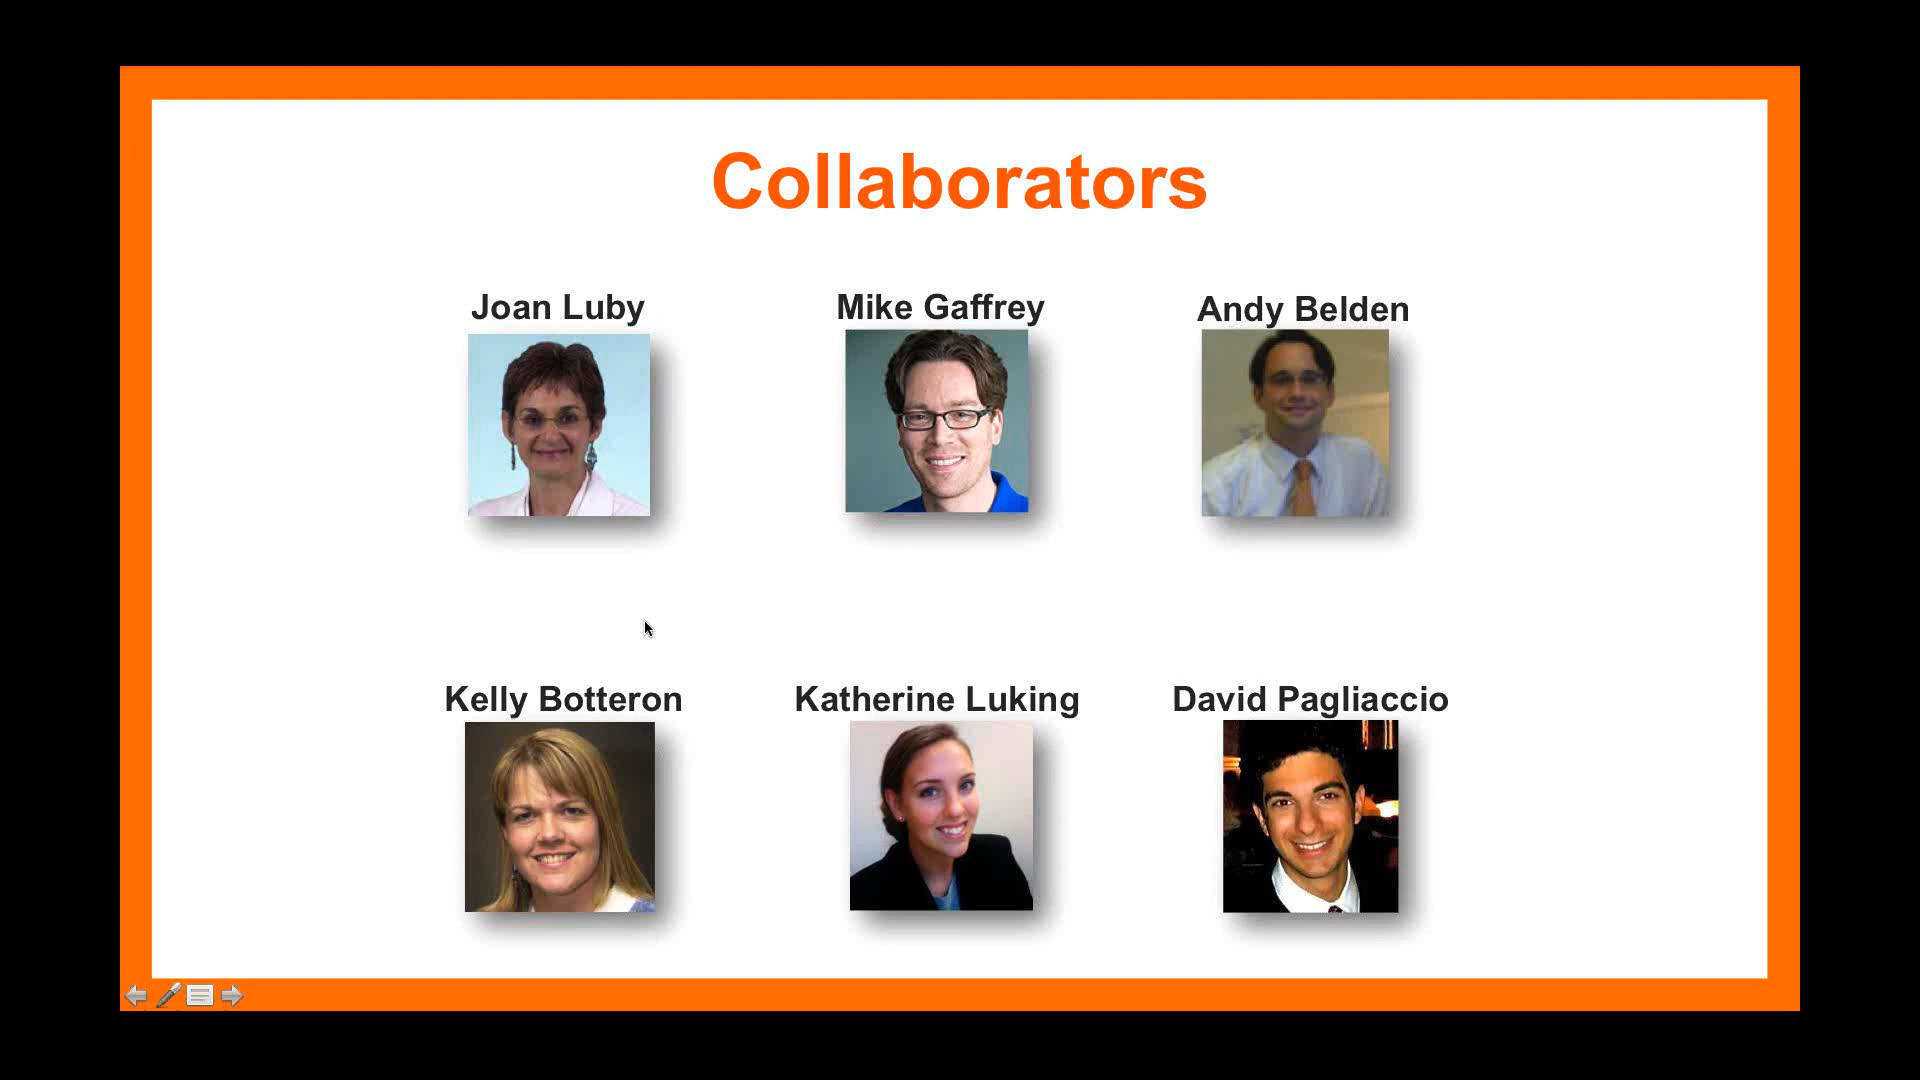 Collaborators
Joan Luby
Mike Gaffrey
Andy Belden
Kelly Botteron
Katherine Luking
David Pagliaccio